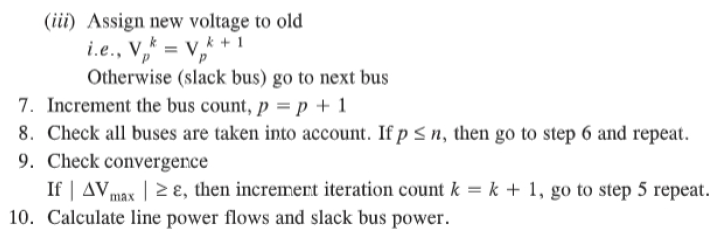 (iii) Assign new voltage to old
i.e., Vₚᵏ = Vₚᵏ ⁺ ¹
Otherwise (slack bus) go to next bus
7. Increment the bus count, p = p + 1
8. Check all buses are taken into account. If p ≤ n, then go to step 6 and repeat.
9. Check convergence
If | ΔVmax | ≥ ε, then increment iteration count k = k + 1, go to step 5 repeat.
10. Calculate line power flows and slack bus power.